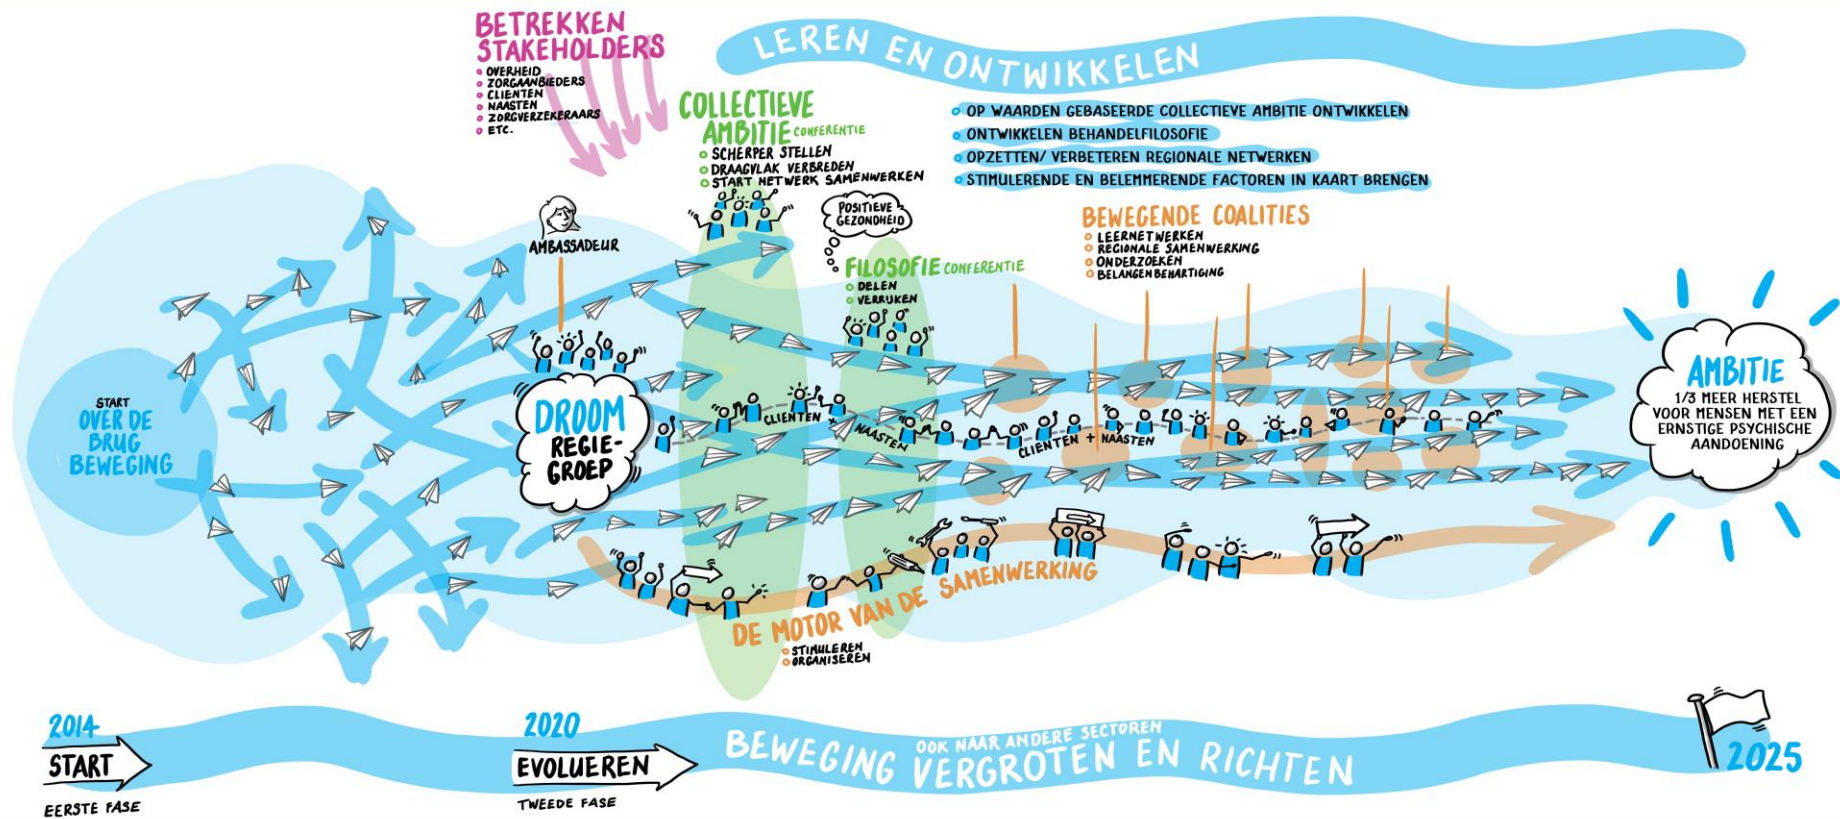 BETREKKEN
STAKEHOLDERS
OVERHEID
ZORGAANBIEDERS
CLIENTEN
NAASTEN
ZORGVERZEKERAARS
ETC.
LEREN EN ONTWIKKELEN
OP WAARDEN GEBASEERDE COLLECTIEVE AMBITIE ONTWIKKELEN
ONTWIKKELEN BEHANDELFILOSOFIE
OPZETTEN/ VERBETEREN REGIONALE NETWERKEN
STIMULERENDE EN BELEMMERENDE FACTOREN IN KAART BRENGEN
COLLECTIEVE
AMBITIE CONFERENTIE
SCHERPER STELLEN
DRAAGVLAK VERBREDEN
START NETWERK SAMENWERKEN
POSITIEVE
GEZONDHEID
AMBASSADEUR
FILOSOFIE CONFERENTIE
DELEN
VERRIJKEN
BEWEGENDE COALITIES
LEERNETWERKEN
REGIONALE SAMENWERKING
ONDERZOEKEN
BELANGENBEHARTIGING
START
OVER DE
BRUG
BEWEGING
DROOM
REGIE-
GROEP
CLIENTEN + NAASTEN
CLIENTEN + NAASTEN
AMBITIE
1/3 MEER HERSTEL
VOOR MENSEN MET EEN
ERNSTIGE PSYCHISCHE
AANDOENING
DE MOTOR VAN DE SAMENWERKING
STIMULEREN
ORGANISEREN
2014
START
EERSTE FASE
2020
EVOLUEREN
TWEEDE FASE
OOK NAAR ANDERE SECTOREN
BEWEGING VERGROTEN EN RICHTEN
2025